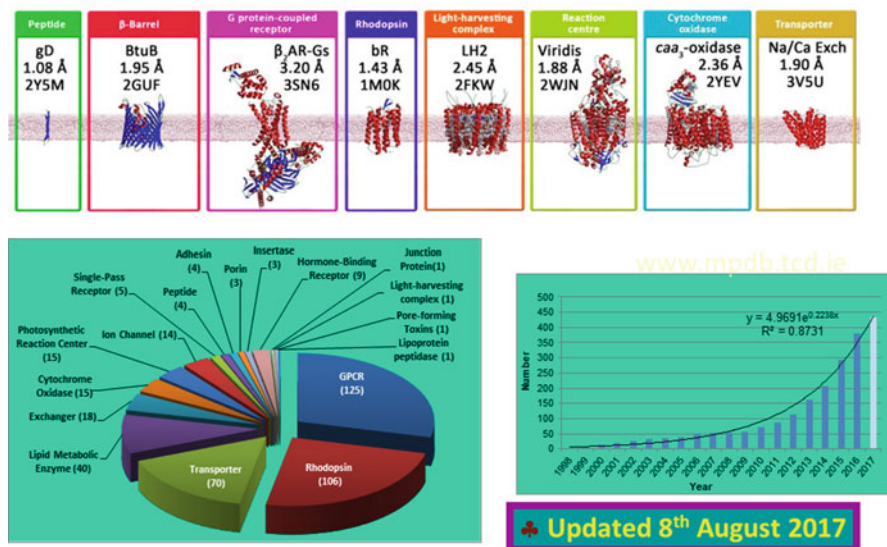 Peptide
gD
1.08 Å
2Y5M
β-Barrel
BtuB
1.95 Å
2GUF
G protein-coupled
receptor
β₂AR-Gs
3.20 Å
3SN6
Rhodopsin
bR
1.43 Å
1M0K
Light-harvesting
complex
LH2
2.45 Å
2FKW
Reaction
centre
Viridis
1.88 Å
2WJN
Cytochrome
oxidase
caa₃-oxidase
2.36 Å
2YEV
Transporter
Na/Ca Exch
1.90 Å
3V5U
Single-Pass
Receptor (5)
Adhesin
(4)
Peptide
(4)
Porin
(3)
Insertase
(3)
Hormone-Binding
Receptor (9)
Junction
Protein(1)
Light-harvesting
complex (1)
Pore-forming
Toxins (1)
Lipoprotein
peptidase (1)
Photosynthetic
Reaction Center
(15)
Ion Channel (14)
Cytochrome
Oxidase(15)
Exchanger (18)
Lipid Metabolic
Enzyme (40)
Transporter
(70)
Rhodopsin
(106)
GPCR
(125)
www.mpdb.tcd.ie
500
450
400
350
300
250
200
150
100
50
0
Number
y = 4.9691e^0.2238x
R² = 0.8731
1998 1999 2000 2001 2002 2003 2004 2005 2006 2007 2008 2009 2010 2011 2012 2013 2014 2015 2016 2017
Year
♣ Updated 8th August 2017